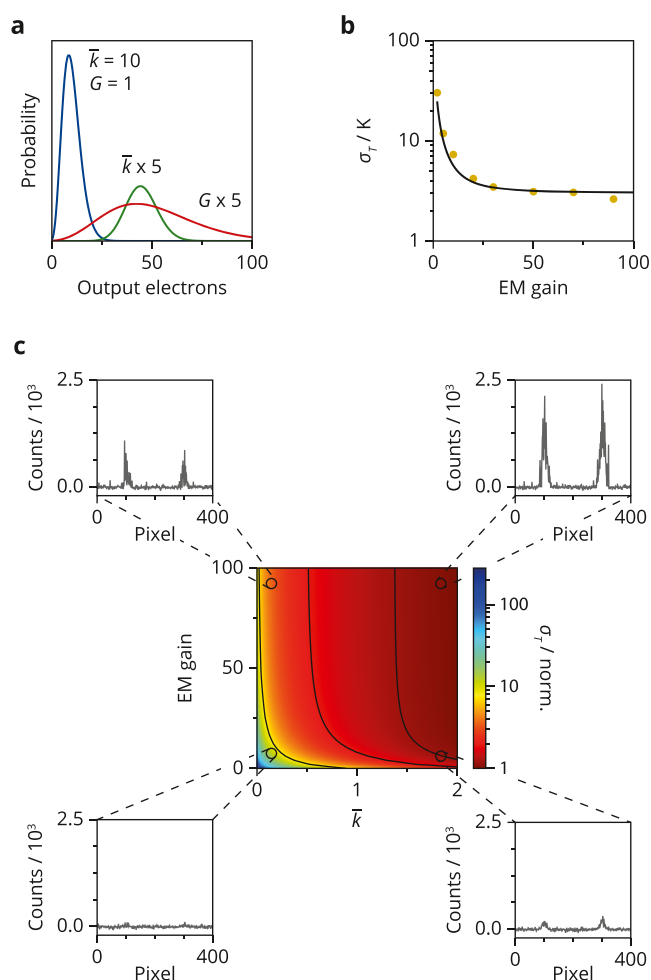 a
k̅ = 10
G = 1
k̅ x 5
G x 5
Probability
0
50
100
Output electrons
b
100
10
1
σT / K
0
50
100
EM gain
c
2.5
0.0
Counts / 10³
0
400
Pixel
2.5
0.0
Counts / 10³
0
400
Pixel
100
50
0
EM gain
0
1
2
k̅
100
10
1
σT / norm.
2.5
0.0
Counts / 10³
0
400
Pixel
2.5
0.0
Counts / 10³
0
400
Pixel